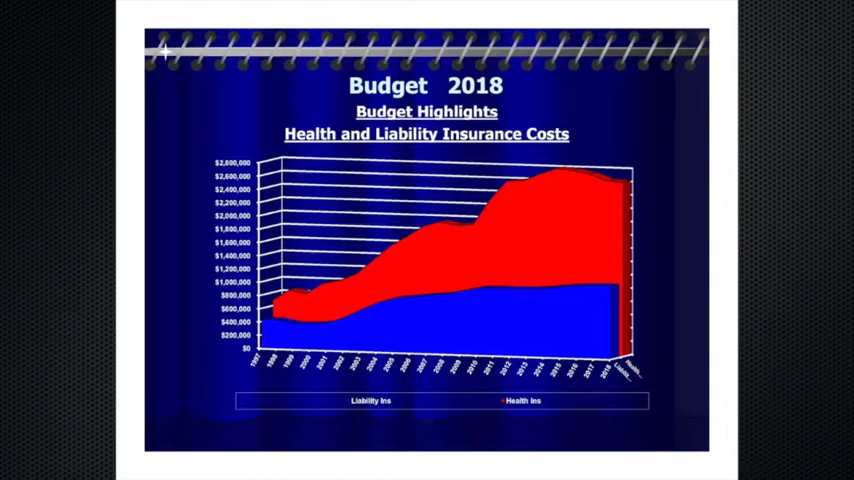 Budget 2018
Budget Highlights
Health and Liability Insurance Costs
$2,800,000
$2,600,000
$2,400,000
$2,200,000
$2,000,000
$1,800,000
$1,600,000
$1,400,000
$1,200,000
$1,000,000
$800,000
$600,000
$400,000
$200,000
$0
1997 1998 1999 2000 2001 2002 2003 2004 2005 2006 2007 2008 2009 2010 2011 2012 2013 2014 2015 2016 2017 2018
Liability... Health...
Liability Ins Health Ins